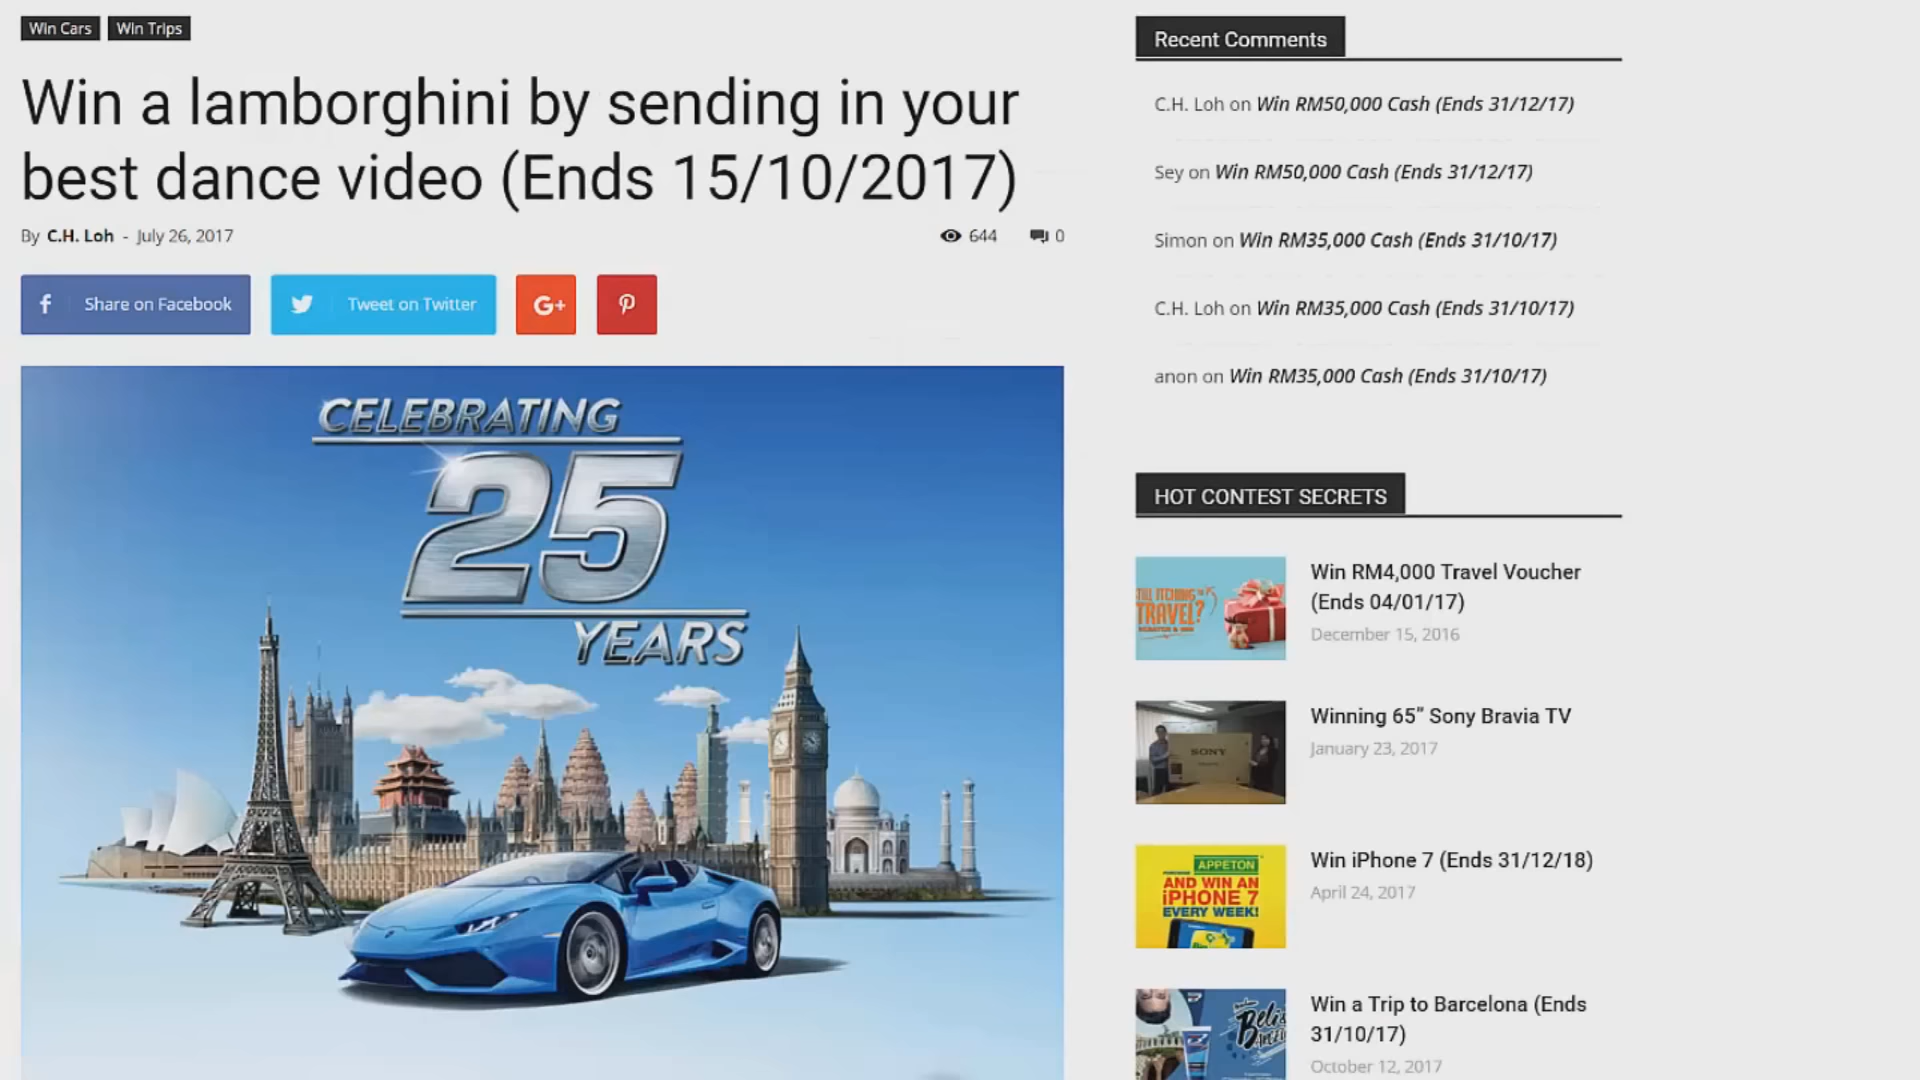 Win Cars
Win Trips
Win a lamborghini by sending in your
best dance video (Ends 15/10/2017)
By C.H. Loh - July 26, 2017
644
0
Share on Facebook
Tweet on Twitter
G+
CELEBRATING
25
YEARS
Recent Comments
C.H. Loh on Win RM50,000 Cash (Ends 31/12/17)
Sey on Win RM50,000 Cash (Ends 31/12/17)
Simon on Win RM35,000 Cash (Ends 31/10/17)
C.H. Loh on Win RM35,000 Cash (Ends 31/10/17)
anon on Win RM35,000 Cash (Ends 31/10/17)
HOT CONTEST SECRETS
STILL ITCHING TO
TRAVEL?
Win RM4,000 Travel Voucher
(Ends 04/01/17)
December 15, 2016
SONY
Winning 65” Sony Bravia TV
January 23, 2017
APPETON
AND WIN AN
iPHONE 7
EVERY WEEK!
Win iPhone 7 (Ends 31/12/18)
April 24, 2017
Win a Trip to Barcelona (Ends
31/10/17)
October 12, 2017